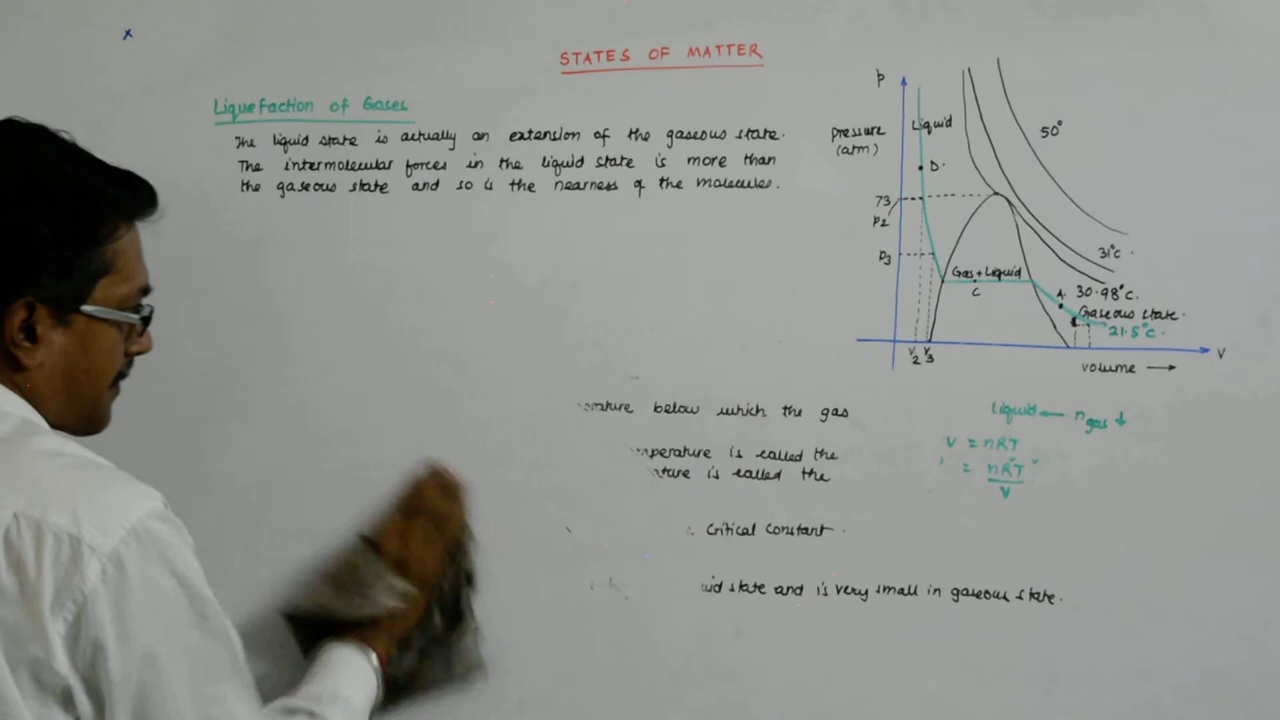 x
STATES OF MATTER
Liquefaction of Gases
The liquid state is actually an extension of the gaseous state.
The intermolecular forces in the liquid state is more than
the gaseous state and so is the nearness of the molecules.
P
Pressure
(atm)
Liquid
D.
50°
73
P2
P3
31°C.
Gas+Liquid
C
A.
30.98°C.
Gaseous state.
21.5°C.
V2 V3
V
volume →
below which the gas
is called the
is called the
Critical Constant.
state and is very small in gaseous state.
Liquid ← n gas ↓
V = nRT
= nRT
V